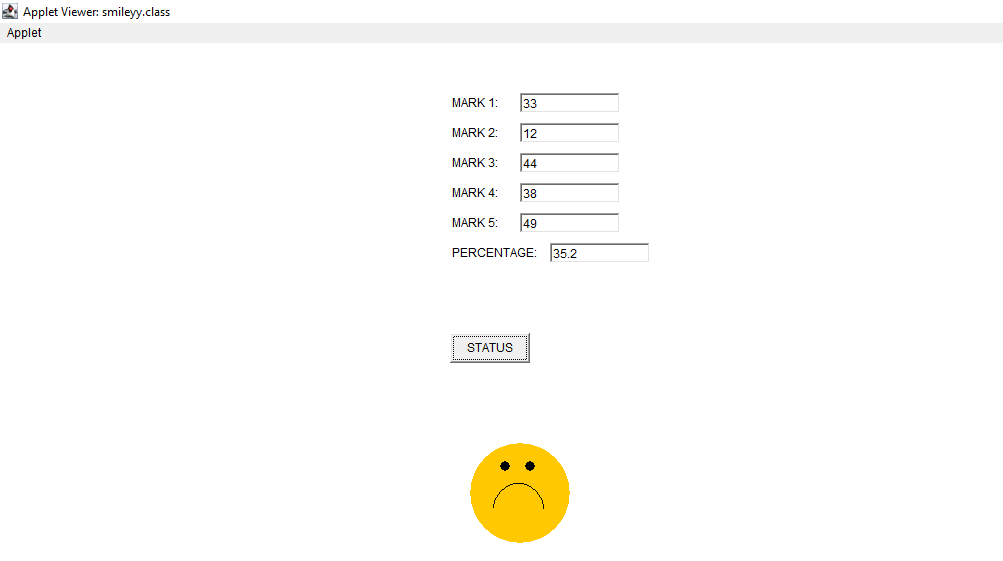 Applet Viewer: smileyy.class
Applet
MARK 1: 33
MARK 2: 12
MARK 3: 44
MARK 4: 38
MARK 5: 49
PERCENTAGE: 35.2
STATUS